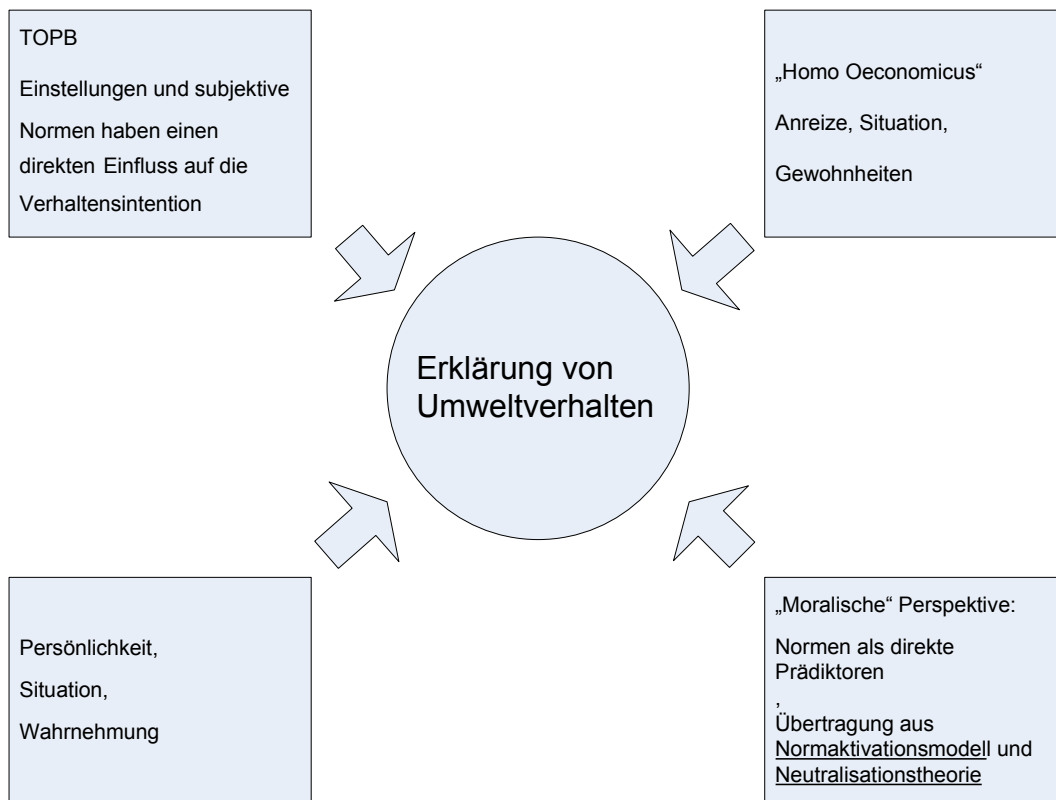 TOPB
Einstellungen und subjektive
Normen haben einen
direkten Einfluss auf die
Verhaltensintention
„Homo Oeconomicus“
Anreize, Situation,
Gewohnheiten
Erklärung von
Umweltverhalten
Persönlichkeit,
Situation,
Wahrnehmung
„Moralische“ Perspektive:
Normen als direkte
Prädiktoren
,
Übertragung aus
Normaktivationsmodell und
Neutralisationstheorie